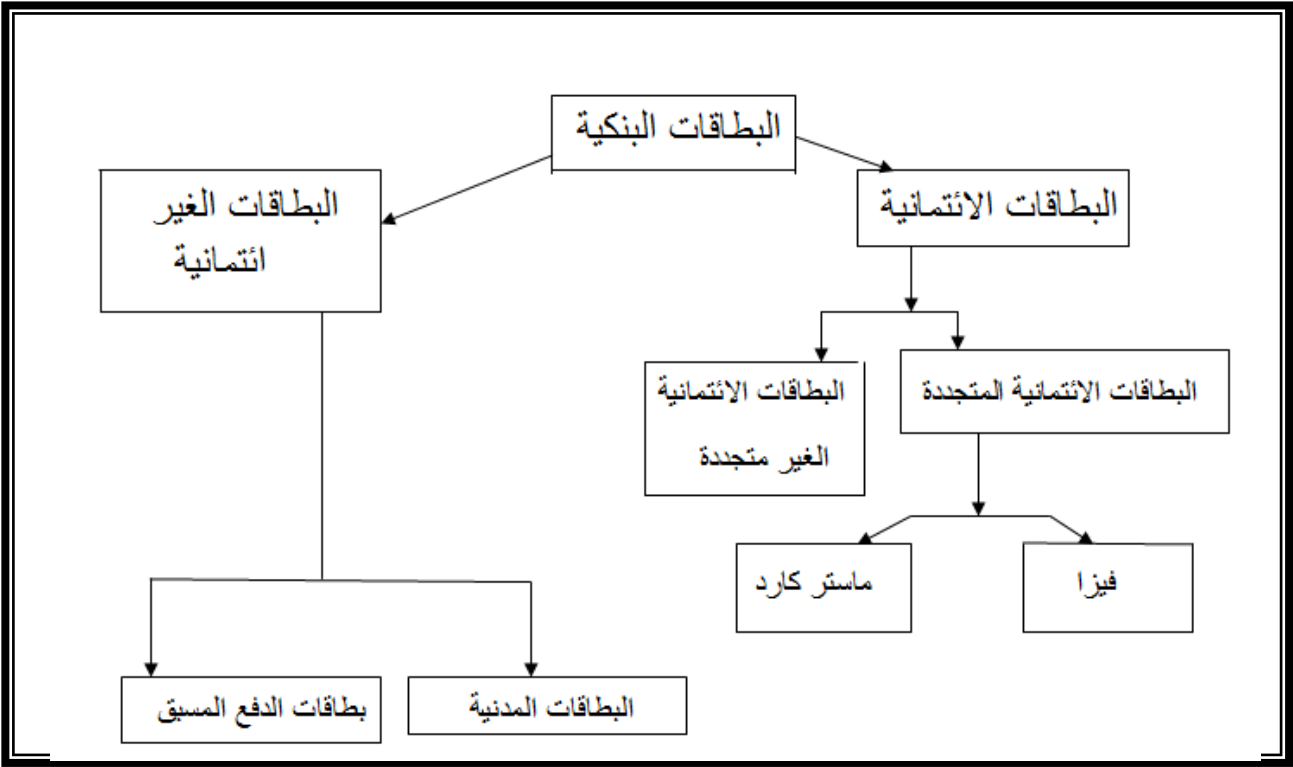 البطاقات البنكية
البطاقات الائتمانية
البطاقات الغير
ائتمانية
البطاقات الائتمانية المتجددة
البطاقات الائتمانية
الغير متجددة
فيزا
ماستر كارد
البطاقات المدنية
بطاقات الدفع المسبق